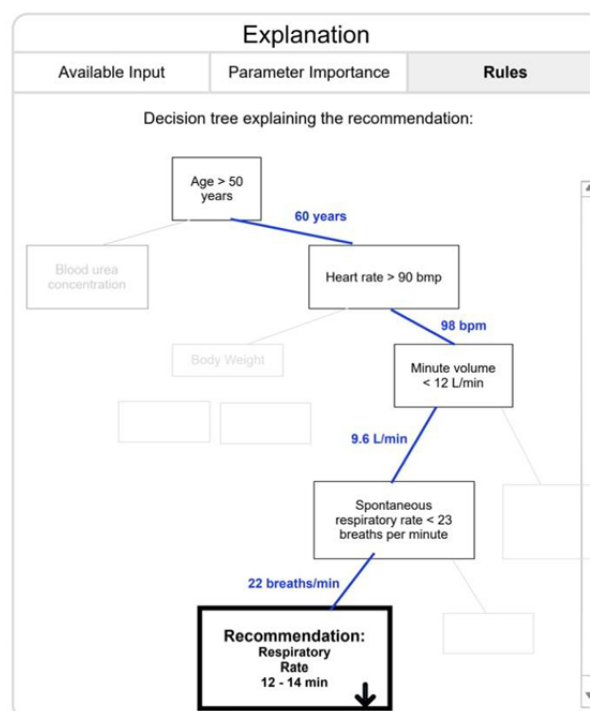 Explanation
Available Input
Parameter Importance
Rules
Decision tree explaining the recommendation:
Age > 50
years
60 years
Blood urea
concentration
Heart rate > 90 bmp
98 bpm
Body Weight
Minute volume
< 12 L/min
9.6 L/min
Spontaneous
respiratory rate < 23
breaths per minute
22 breaths/min
Recommendation:
Respiratory
Rate
12 - 14 min